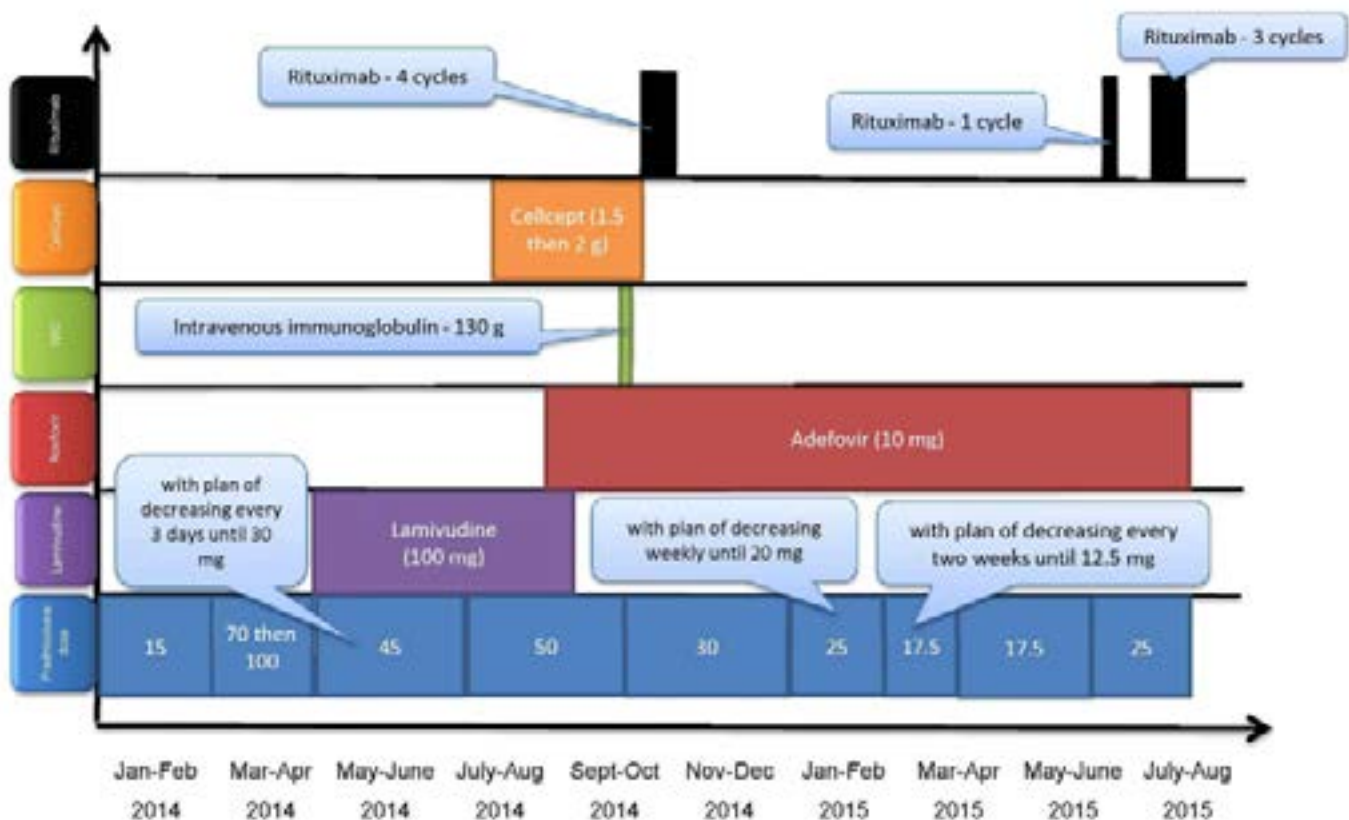 Rituximab - 3 cycles
Rituximab - 4 cycles
Rituximab - 1 cycle
Rituximab
Cellcept (1.5
then 2 g)
Intravenous immunoglobulin - 130 g
Adefovir (10 mg)
with plan of
decreasing every
3 days until 30
mg
Lamivudine
Lamivudine
(100 mg)
with plan of decreasing
weekly until 20 mg
with plan of decreasing every
two weeks until 12.5 mg
dose
15
70 then
100
45
50
30
25
17.5
17.5
25
Jan-Feb
2014
Mar-Apr
2014
May-June
2014
July-Aug
2014
Sept-Oct
2014
Nov-Dec
2014
Jan-Feb
2015
Mar-Apr
2015
May-June
2015
July-Aug
2015